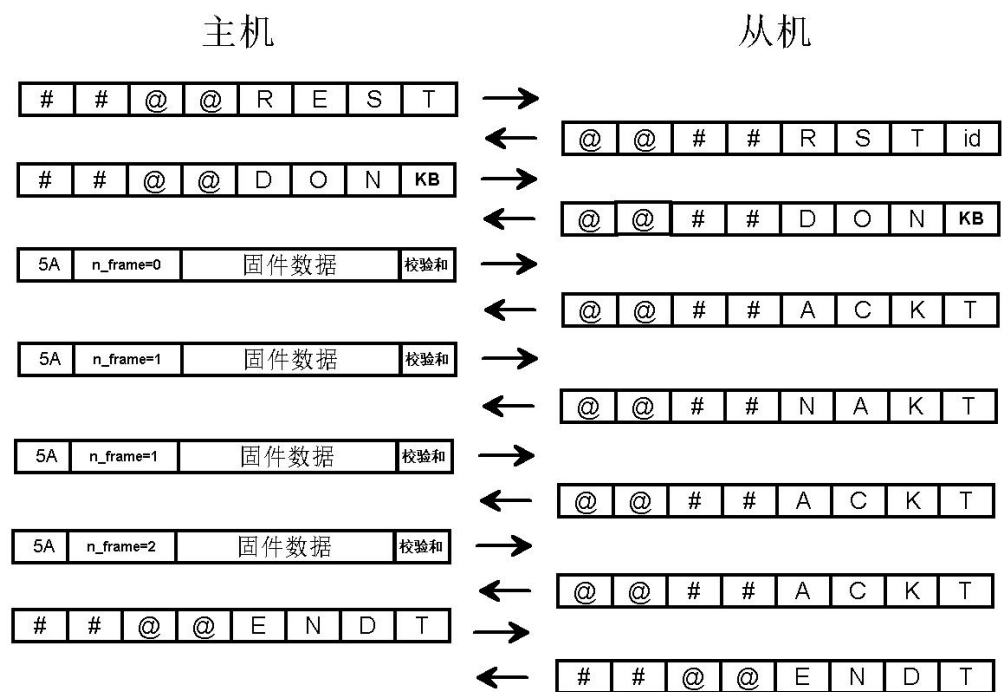 主机 从机
# # @ @ R E S T
@ @ # # R S T id
# # @ @ D O N KB
@ @ # # D O N KB
5A n_frame=0 固件数据 校验和
@ @ # # A C K T
5A n_frame=1 固件数据 校验和
@ @ # # N A K T
5A n_frame=1 固件数据 校验和
@ @ # # A C K T
5A n_frame=2 固件数据 校验和
@ @ # # A C K T
# # @ @ E N D T
# # @ @ E N D T